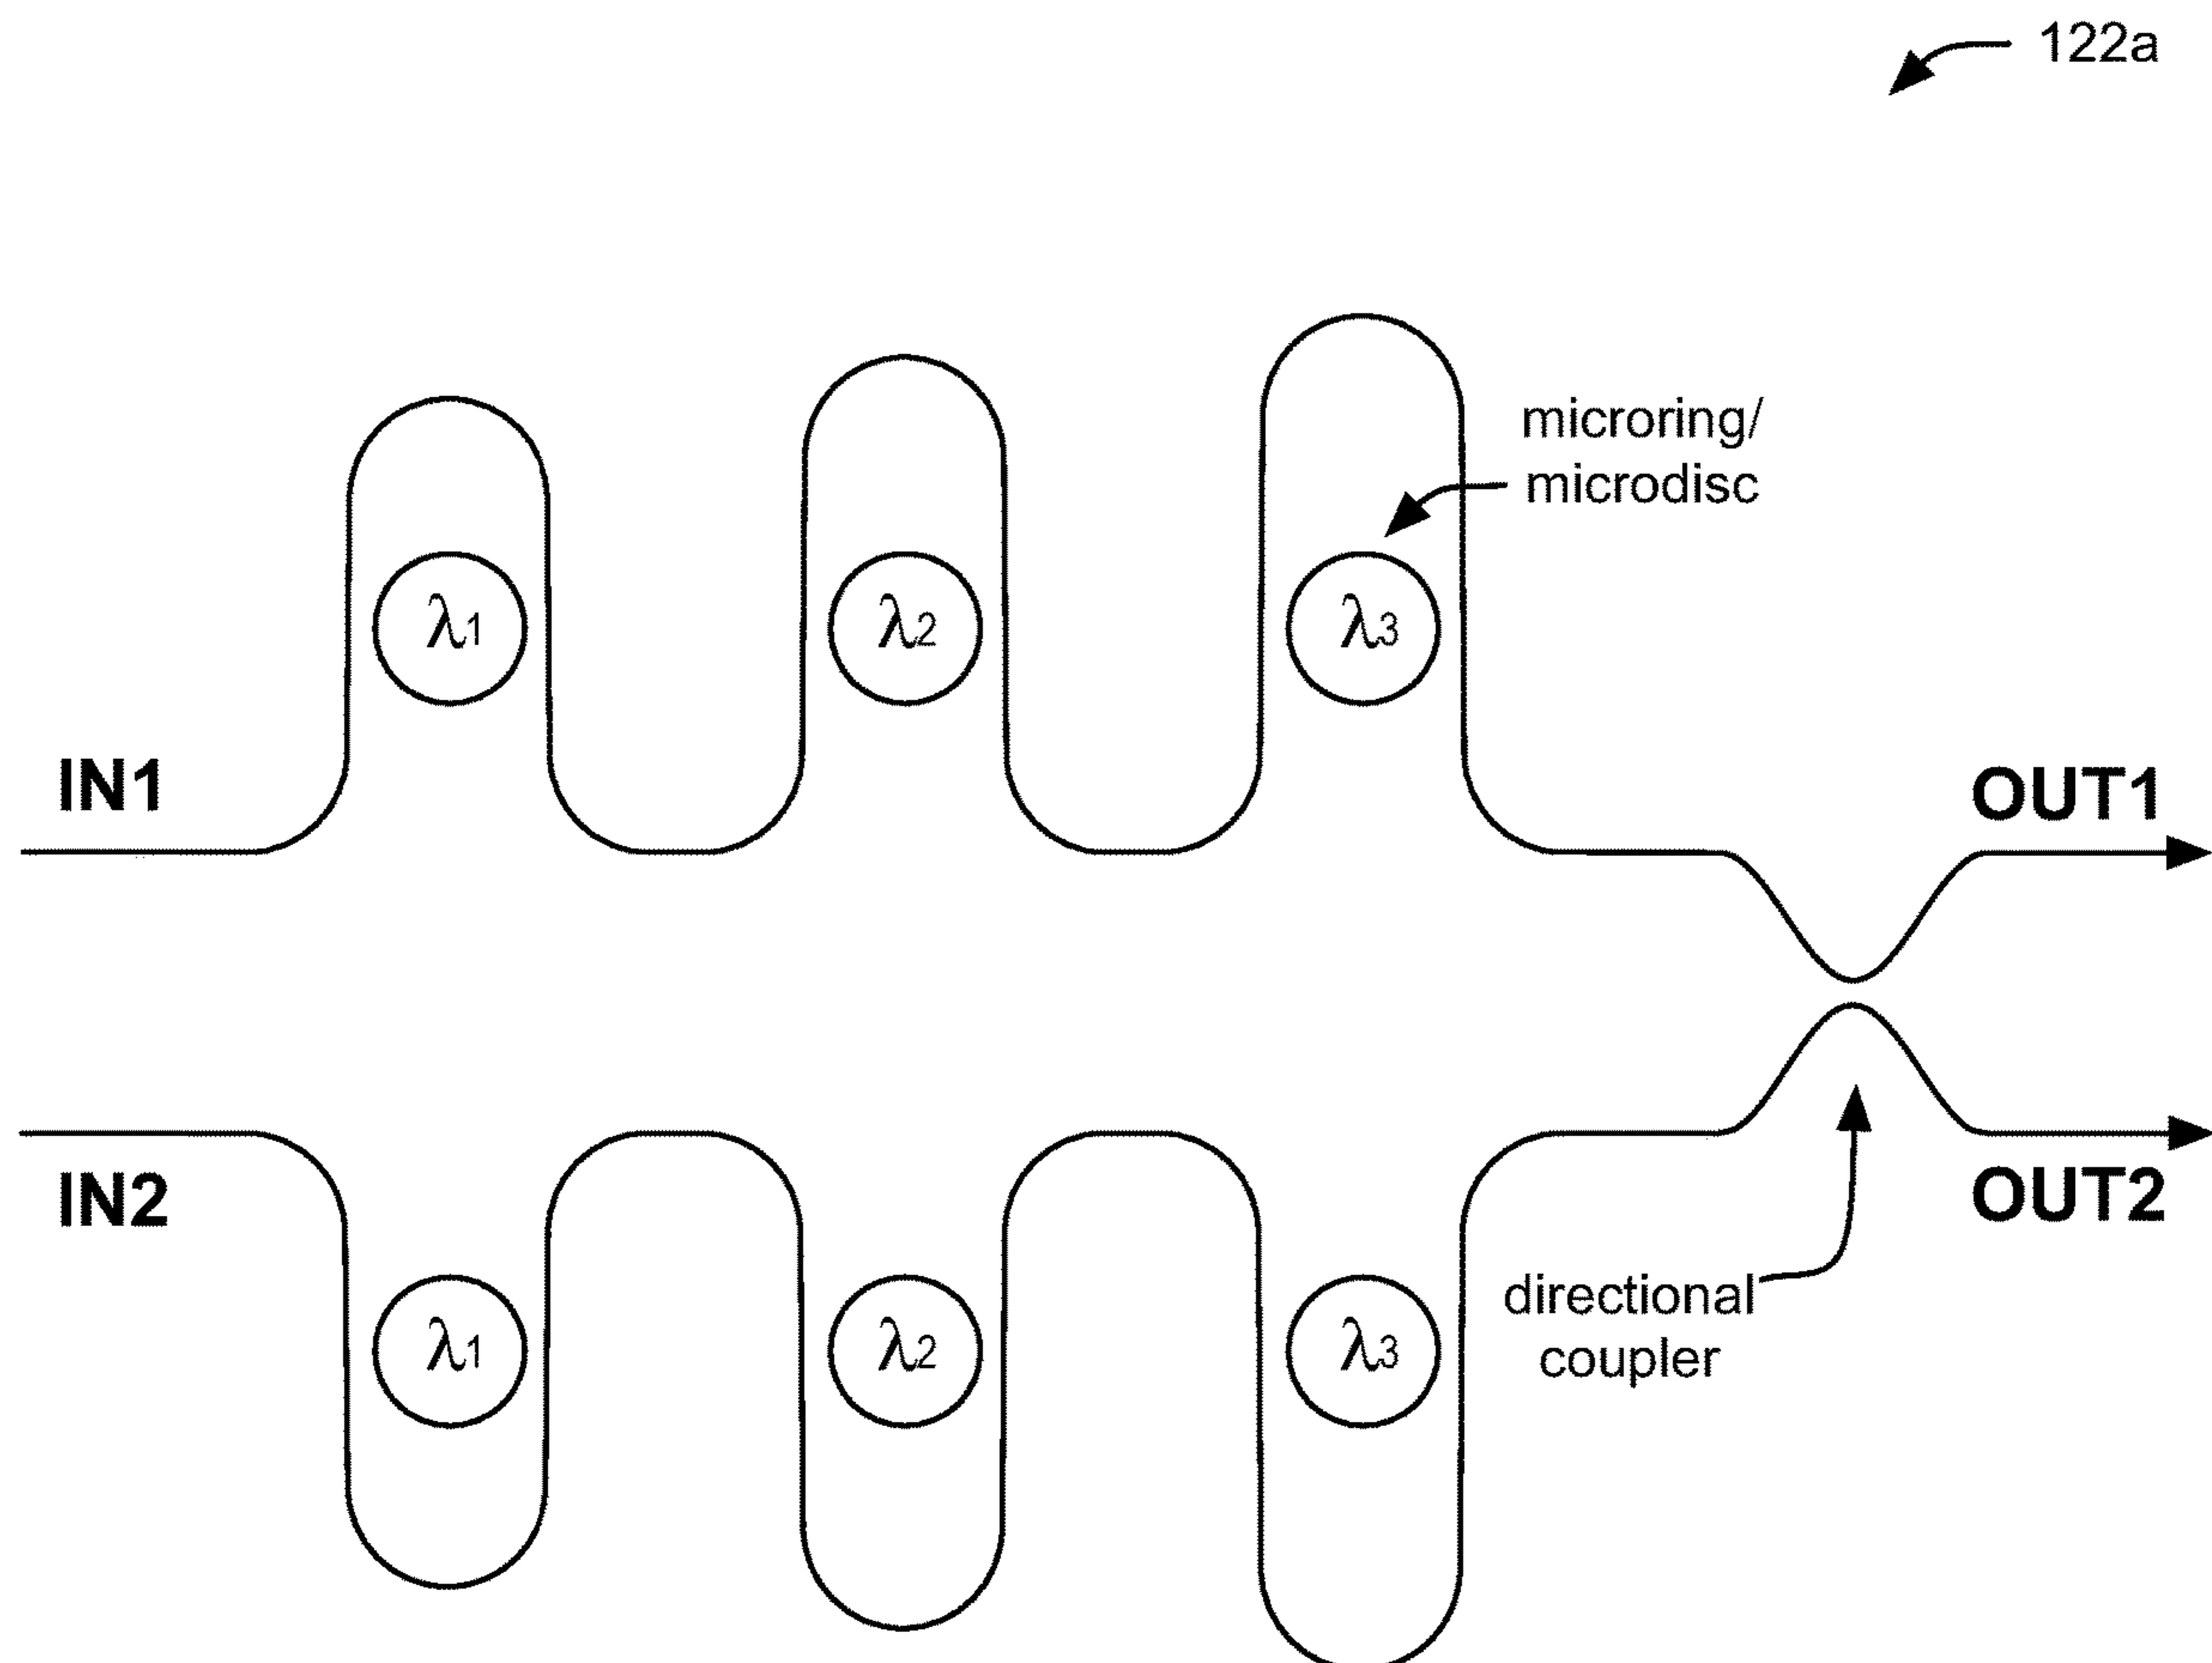 122a
microring/
microdisc
λ1
λ2
λ3
IN1
OUT1
IN2
OUT2
directional
coupler
λ1
λ2
λ3